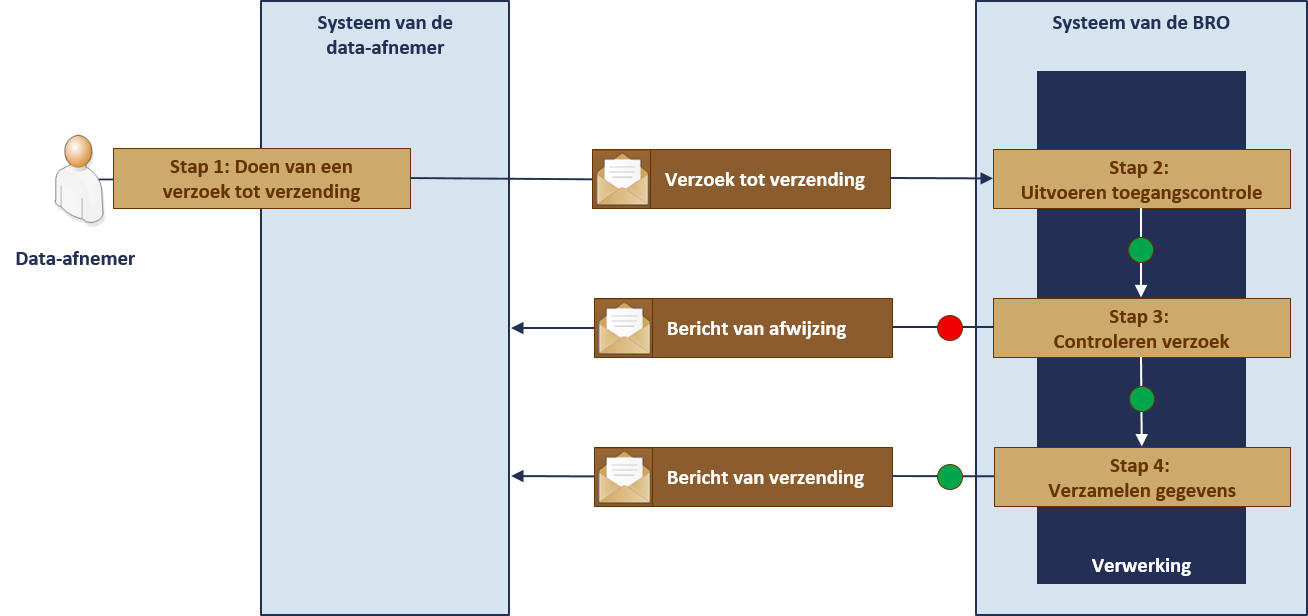 Systeem van de
data-afnemer
Systeem van de BRO
Stap 1: Doen van een
verzoek tot verzending
Verzoek tot verzending
Stap 2:
Uitvoeren toegangscontrole
Data-afnemer
Bericht van afwijzing
Stap 3:
Controleren verzoek
Bericht van verzending
Stap 4:
Verzamelen gegevens
Verwerking